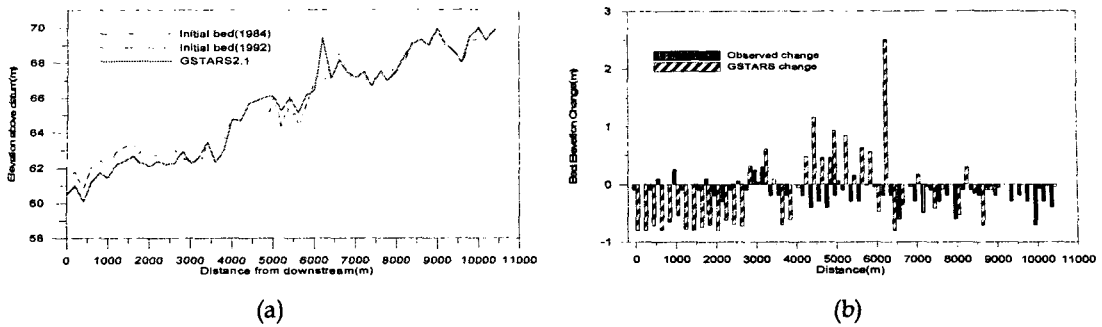 Initial bed(1984)
Initial bed(1992)
GSTARS2.1
Elevation above datum(m)
70
66
62
60
58
0 1000 2000 3000 4000 5000 6000 7000 8000 9000 10000 11000
Distance from downstream(m)
(a)
Observed change
GSTARS change
Bed Elevation Change(m)
3
2
1
0
-1
0 1000 2000 3000 4000 5000 6000 7000 8000 9000 10000 11000
Distance(m)
(b)